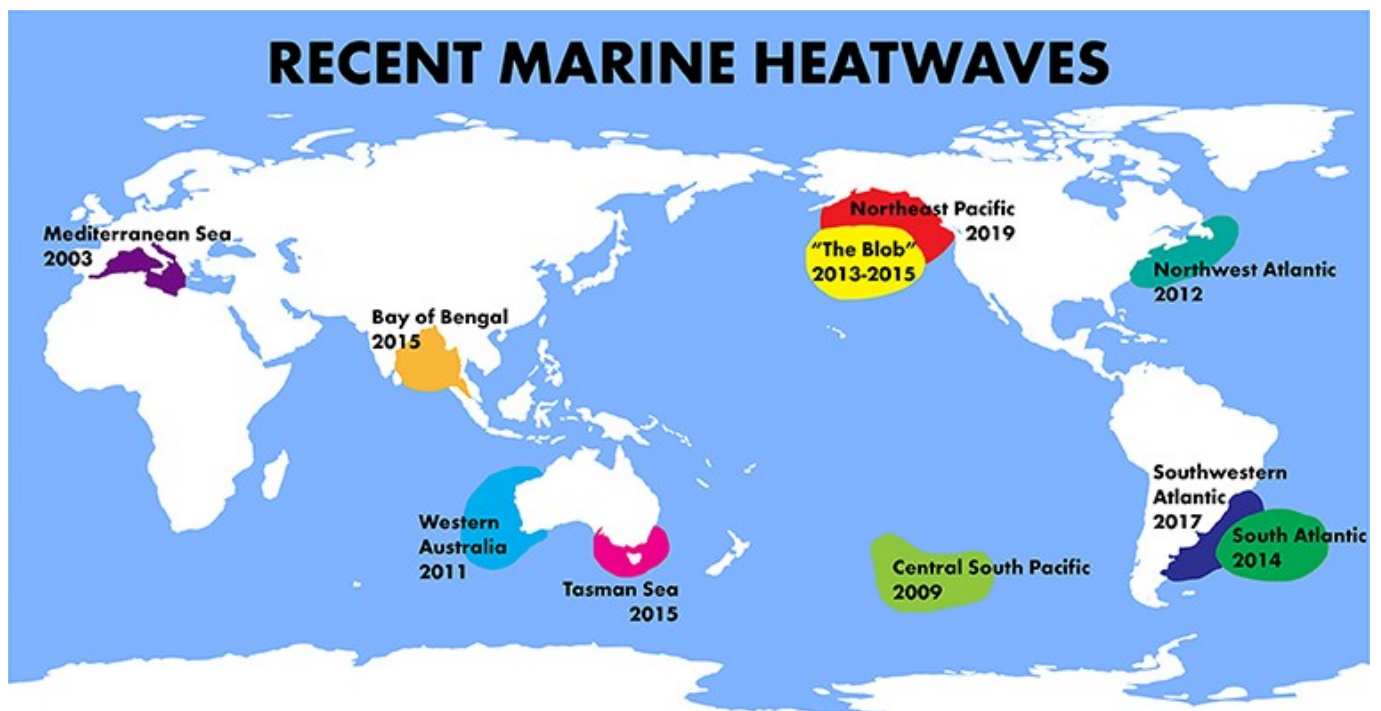 RECENT MARINE HEATWAVES
Mediterranean Sea
2003
Northeast Pacific
2019
“The Blob”
2013-2015
Northwest Atlantic
2012
Bay of Bengal
2015
Western
Australia
2011
Tasman Sea
2015
Central South Pacific
2009
Southwestern
Atlantic
2017
South Atlantic
2014